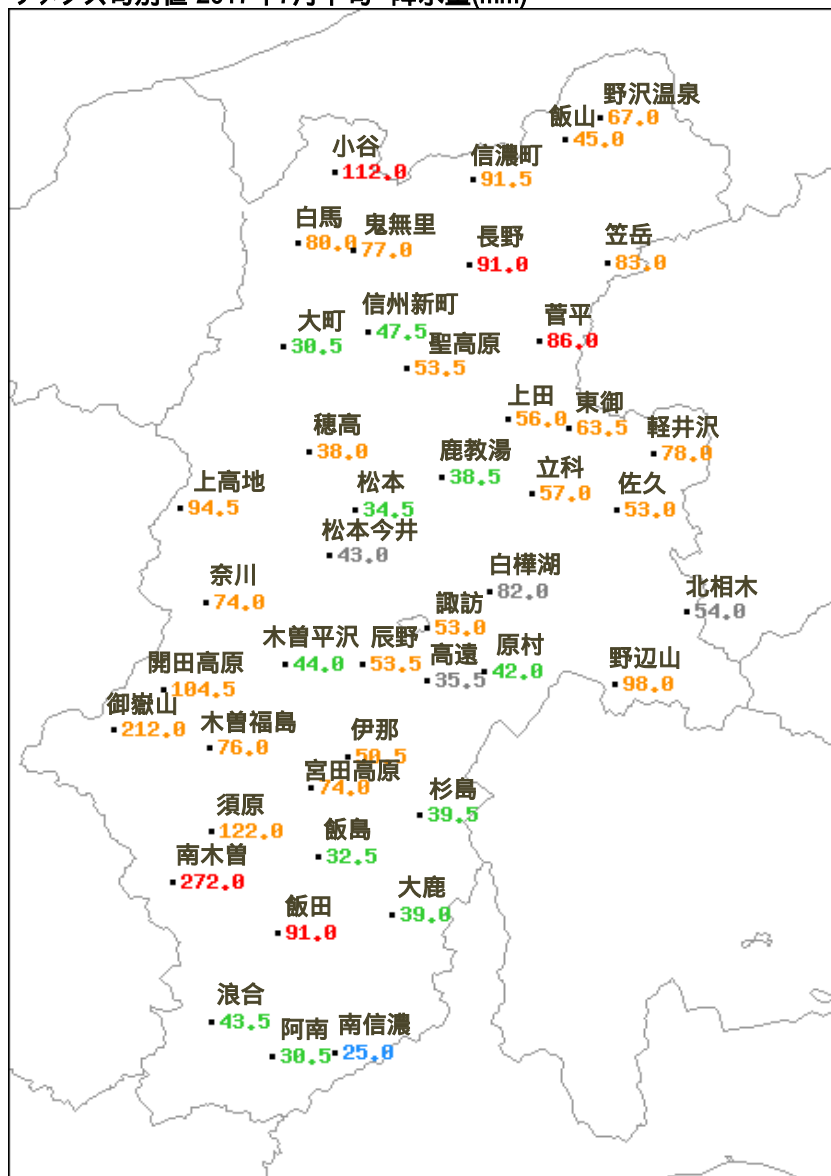 野沢温泉
67.0
飯山
45.0
小谷
112.0
信濃町
91.5
白馬
80.0
鬼無里
77.0
長野
91.0
笠岳
83.0
信州新町
47.5
大町
30.5
菅平
86.0
聖高原
53.5
上田
56.0
東御
63.5
穂高
38.0
軽井沢
78.0
鹿教湯
38.5
立科
57.0
上高地
94.5
松本
34.5
佐久
53.0
松本今井
43.0
白樺湖
82.0
奈川
74.0
北相木
54.0
諏訪
53.0
木曽平沢
44.0
辰野
53.5
高遠
35.5
原村
42.0
野辺山
98.0
開田高原
104.5
御嶽山
212.0
木曽福島
76.0
伊那
50.5
宮田高原
74.0
杉島
39.5
須原
122.0
飯島
32.5
南木曽
272.0
大鹿
39.0
飯田
91.0
浪合
43.5
阿南
30.5
南信濃
25.0